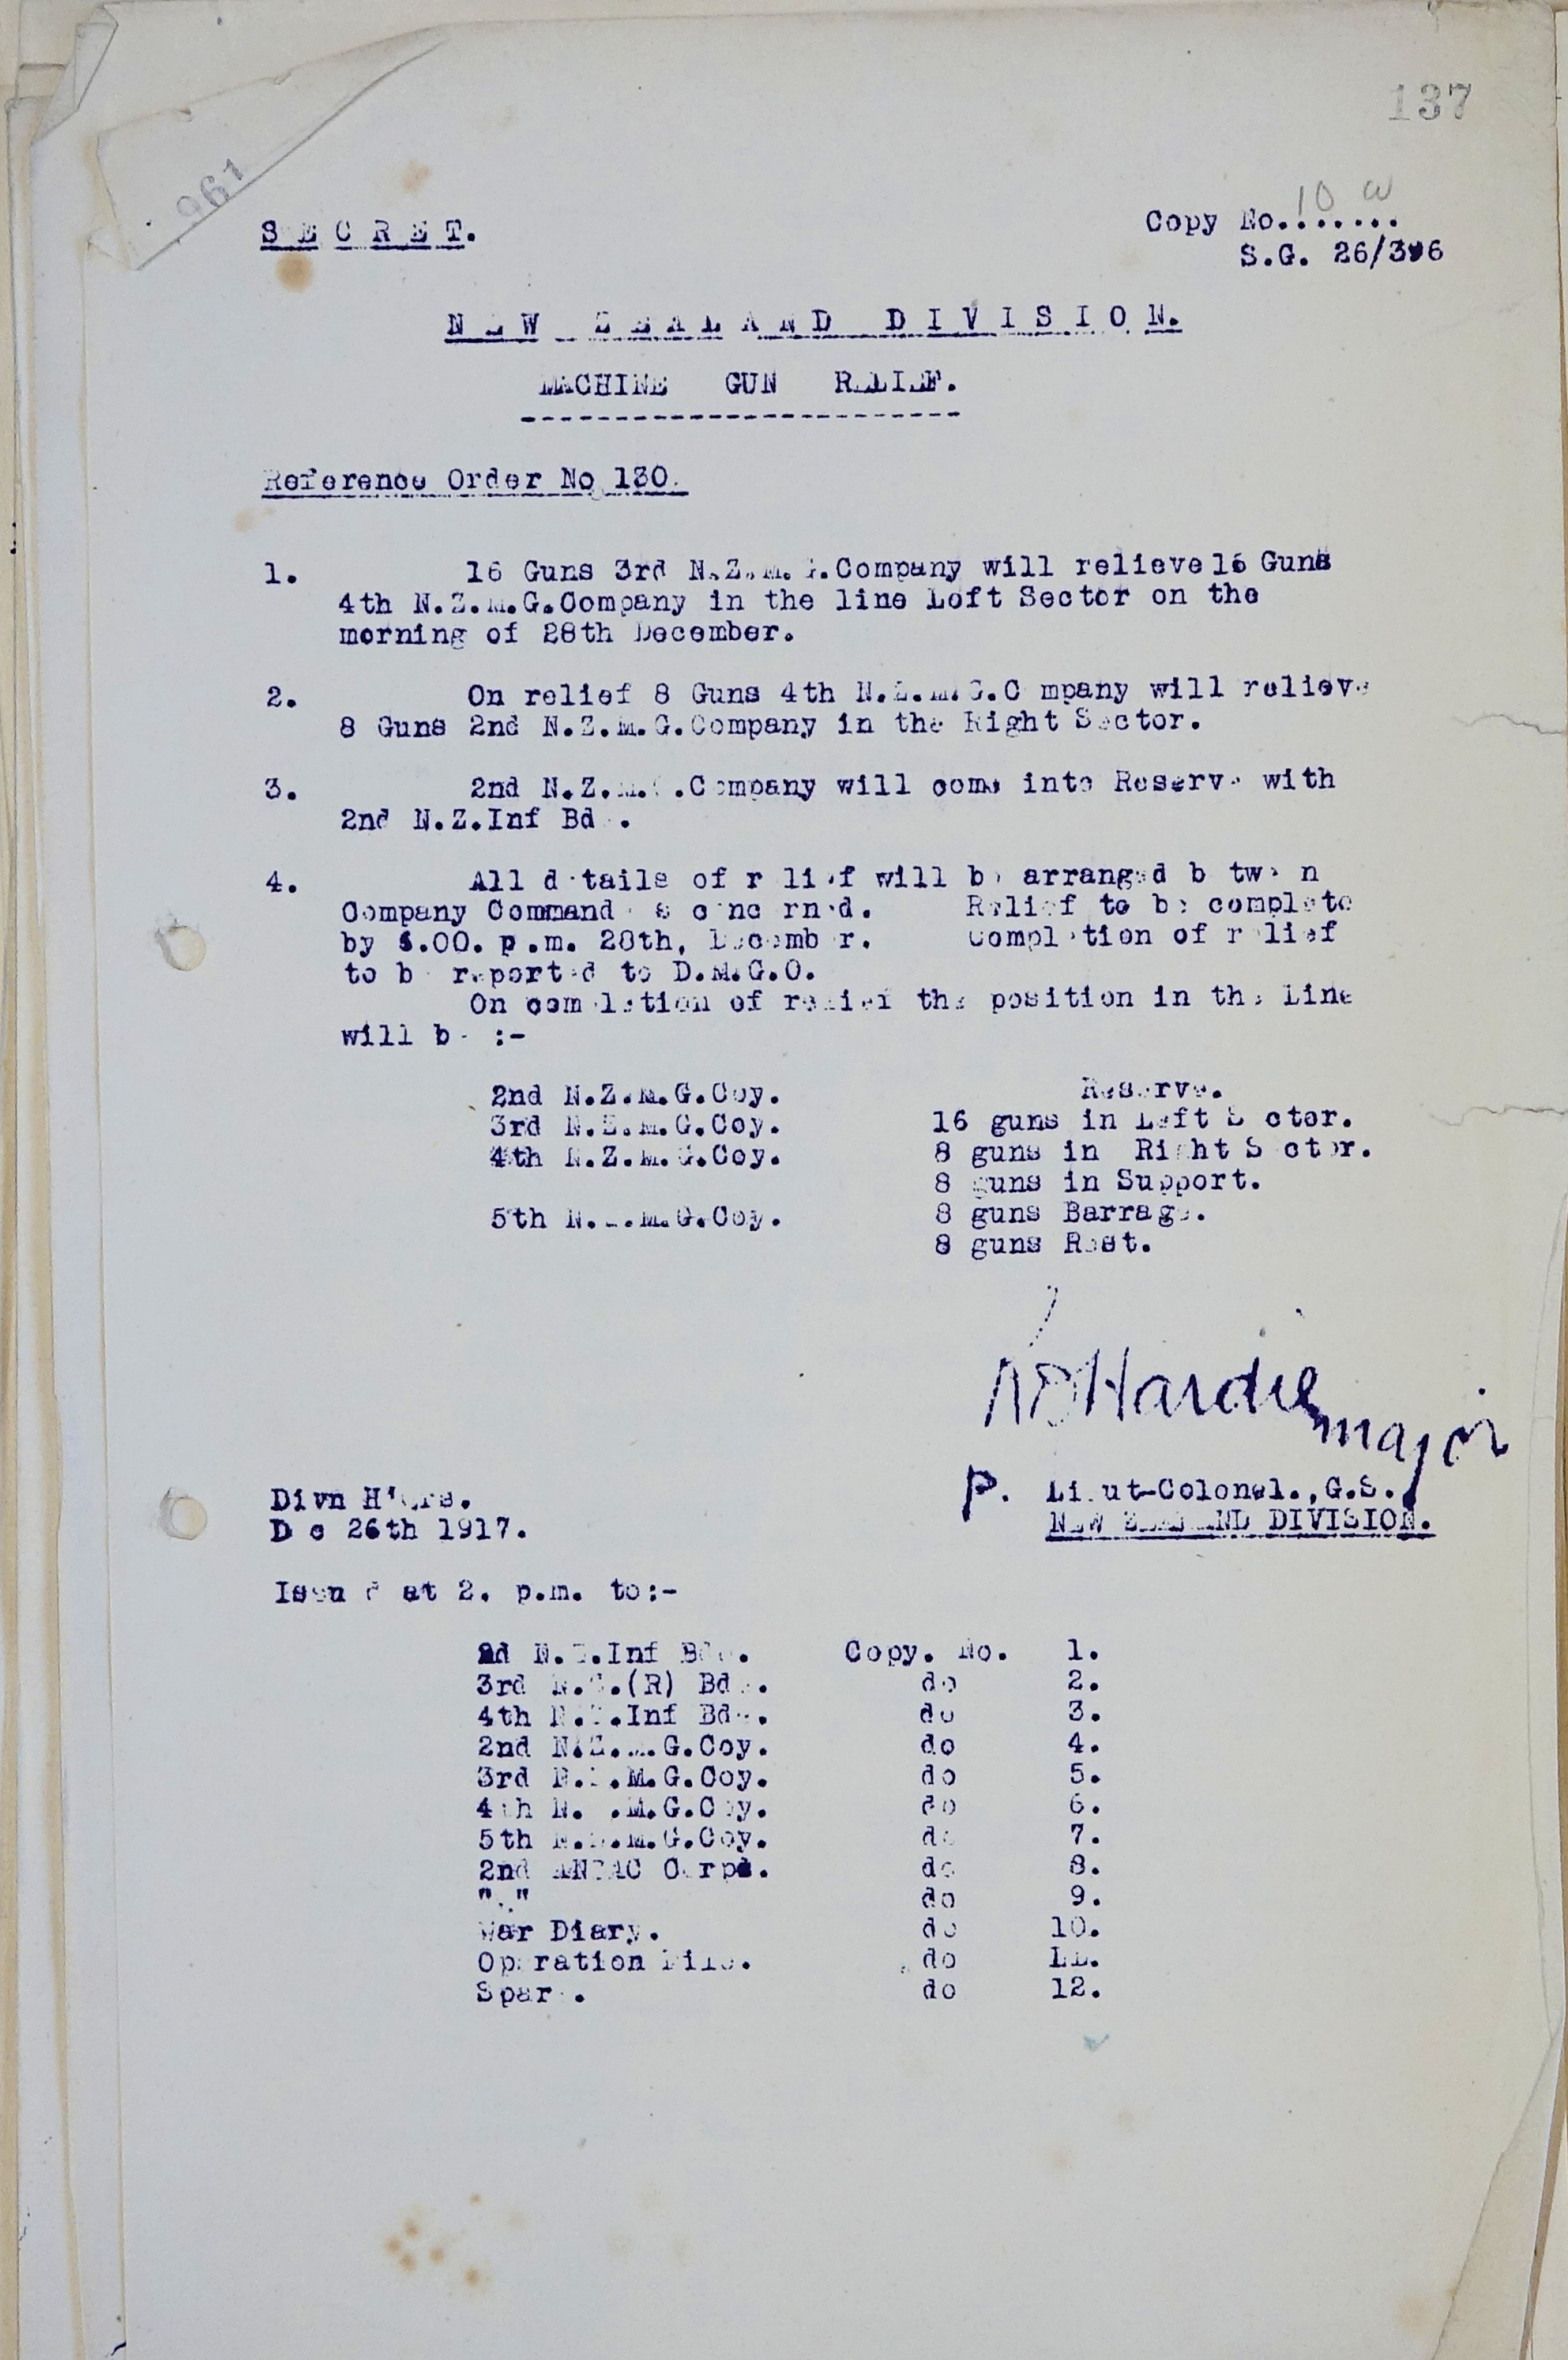 137
961
S E C R E T.
Copy No. 10
S.G. 26/396
N E W Z E A L A N D D I V I S I O N.
MACHINE GUN RELIEF.
Reference Order No 130.
1. 16 Guns 3rd N.Z.M.G.Company will relieve 16 Guns
4th N.Z.M.G.Company in the line Left Sector on the
morning of 28th December.
2. On relief 8 Guns 4th N.Z.M.G.Company will relieve
8 Guns 2nd N.Z.M.G.Company in the Right Sector.
3. 2nd N.Z.M.G.Company will come into Reserve with
2nd N.Z.Inf Bde.
4. All details of relief will be arranged between
Company Commanders concerned. Relief to be complete
by .00. p.m. 28th, December. Completion of relief
to be reported to D.M.G.O.
On completion of relief the position in the Line
will be :-
2nd N.Z.M.G.Coy. Reserve.
3rd N.Z.M.G.Coy. 16 guns in Left Sector.
4th N.Z.M.G.Coy. 8 guns in Right Sector.
8 guns in Support.
5th N.Z.M.G.Coy. 8 guns Barrage.
8 guns Rest.
Hardie
major
p. Lieut-Colonel., G.S.
NEW ZEALAND DIVISION.
Divn H'qrs.
Dec 26th 1917.
Issued at 2. p.m. to:-
2d N.Z.Inf Bde. Copy. No. 1.
3rd N.Z.(R) Bde. do 2.
4th N.Z.Inf Bde. do 3.
2nd N.Z.M.G.Coy. do 4.
3rd N.Z.M.G.Coy. do 5.
4th N.Z.M.G.Coy. do 6.
5th N.Z.M.G.Coy. do 7.
2nd ANZAC Corps. do 8.
" " do 9.
War Diary. do 10.
Operation File. do 11.
Spare. do 12.